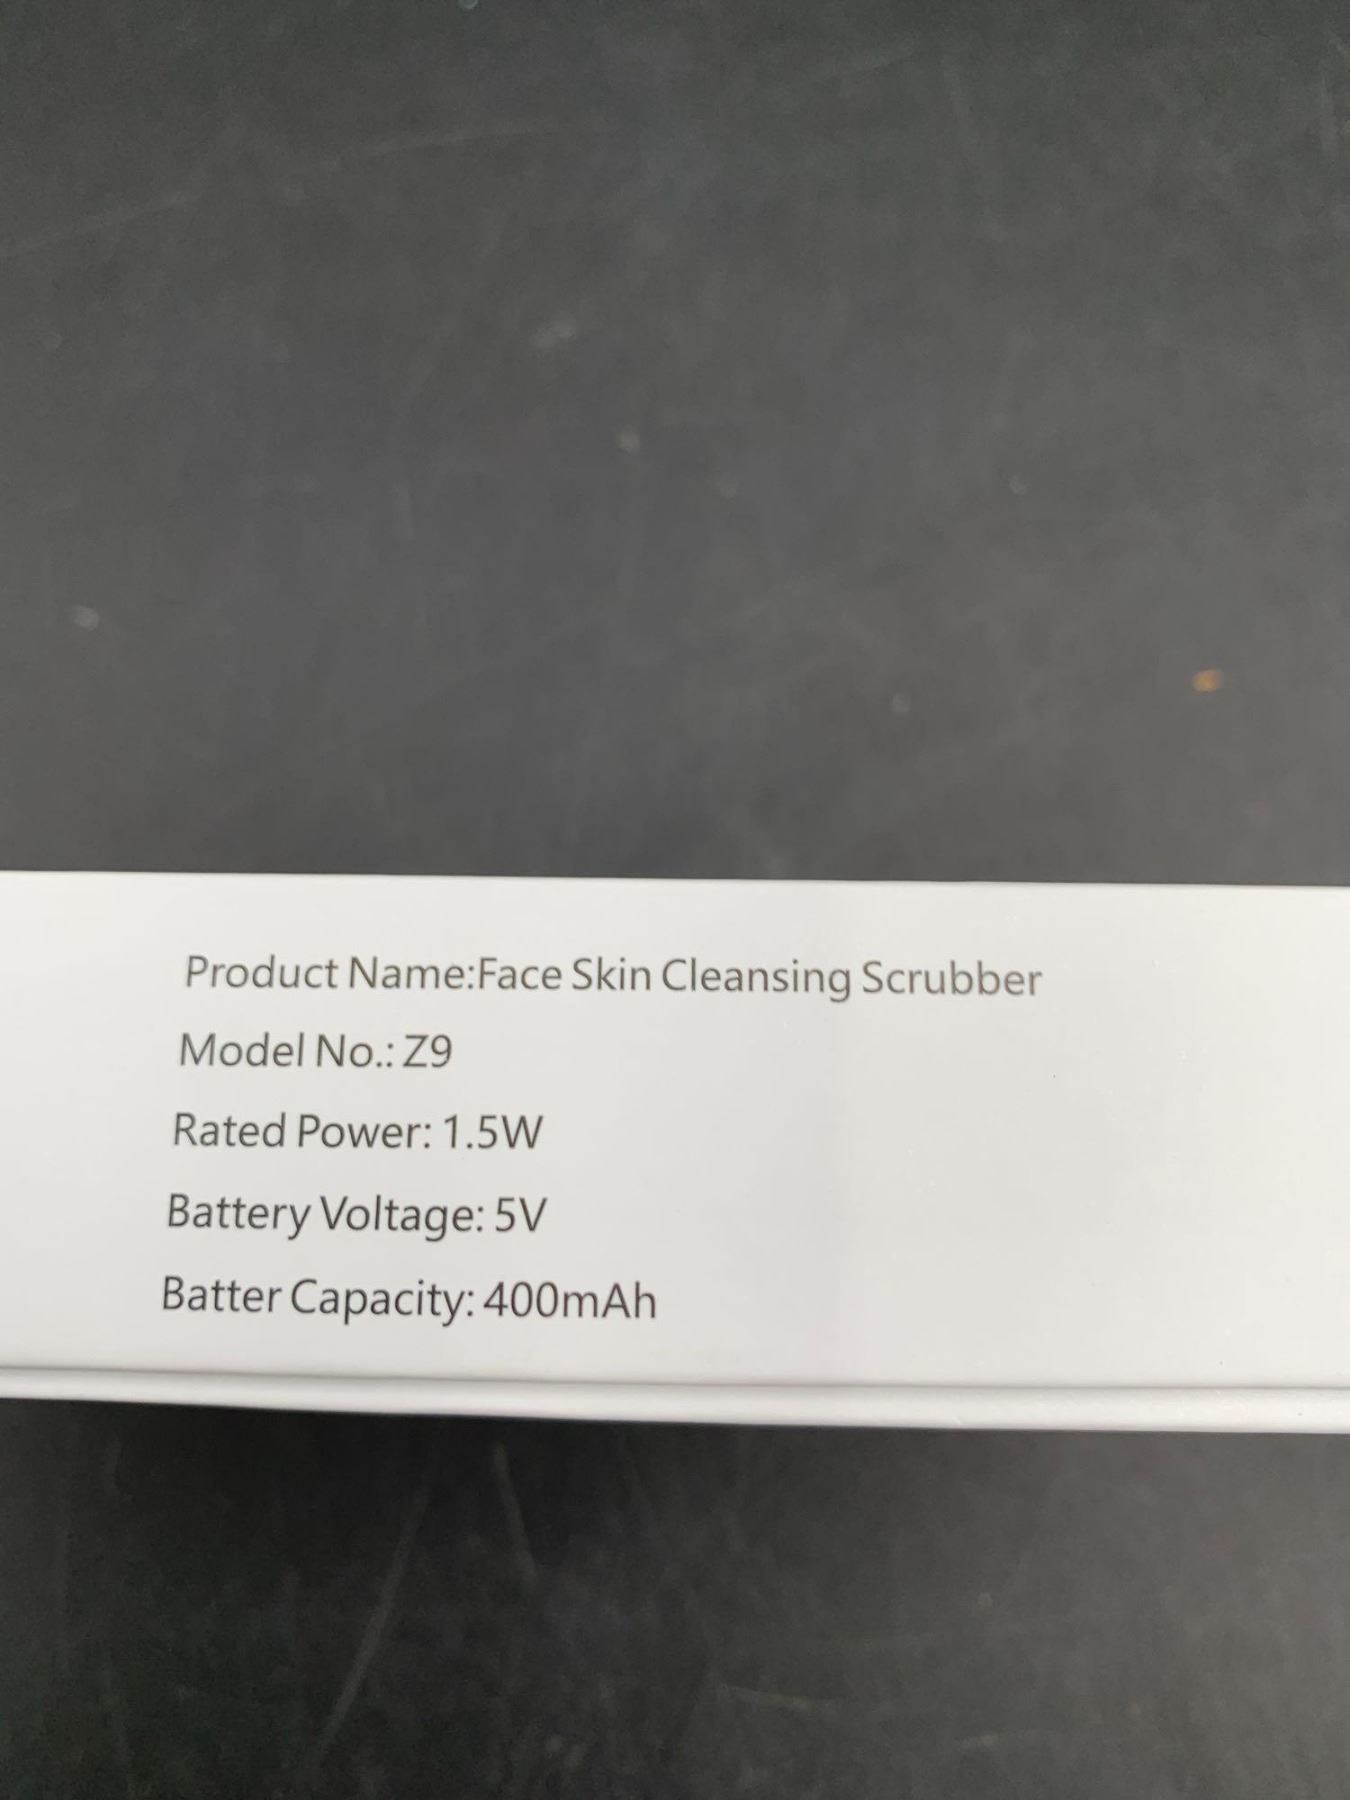 Product Name:Face Skin Cleansing Scrubber
Model No.: Z9
Rated Power: 1.5W
Battery Voltage: 5V
Batter Capacity: 400mAh